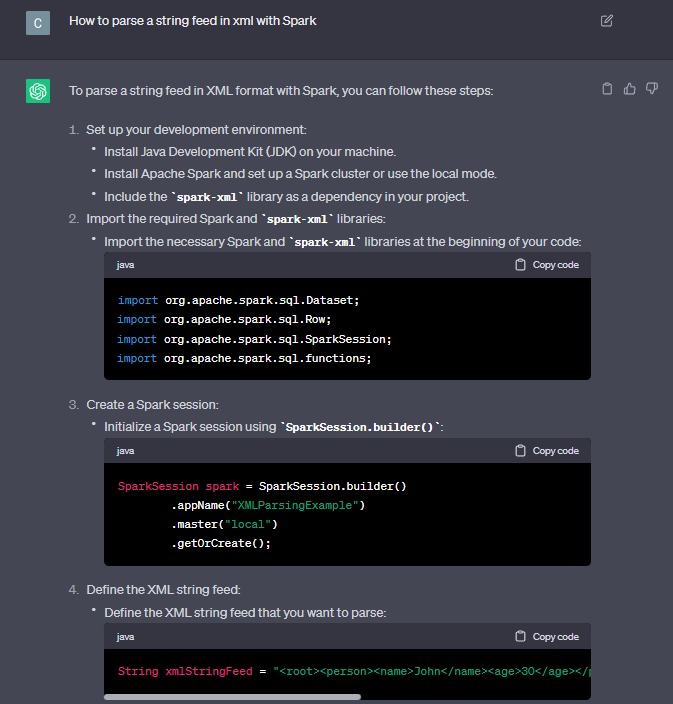 C
How to parse a string feed in xml with Spark
To parse a string feed in XML format with Spark, you can follow these steps:
1. Set up your development environment:
• Install Java Development Kit (JDK) on your machine.
• Install Apache Spark and set up a Spark cluster or use the local mode.
• Include the `spark-xml` library as a dependency in your project.
2. Import the required Spark and `spark-xml` libraries:
• Import the necessary Spark and `spark-xml` libraries at the beginning of your code:
java Copy code
import org.apache.spark.sql.Dataset;
import org.apache.spark.sql.Row;
import org.apache.spark.sql.SparkSession;
import org.apache.spark.sql.functions;
3. Create a Spark session:
• Initialize a Spark session using `SparkSession.builder()`:
java Copy code
SparkSession spark = SparkSession.builder()
.appName("XMLParsingExample")
.master("local")
.getOrCreate();
4. Define the XML string feed:
• Define the XML string feed that you want to parse:
java Copy code
String xmlStringFeed = "<root><person><name>John</name><age>30</age></